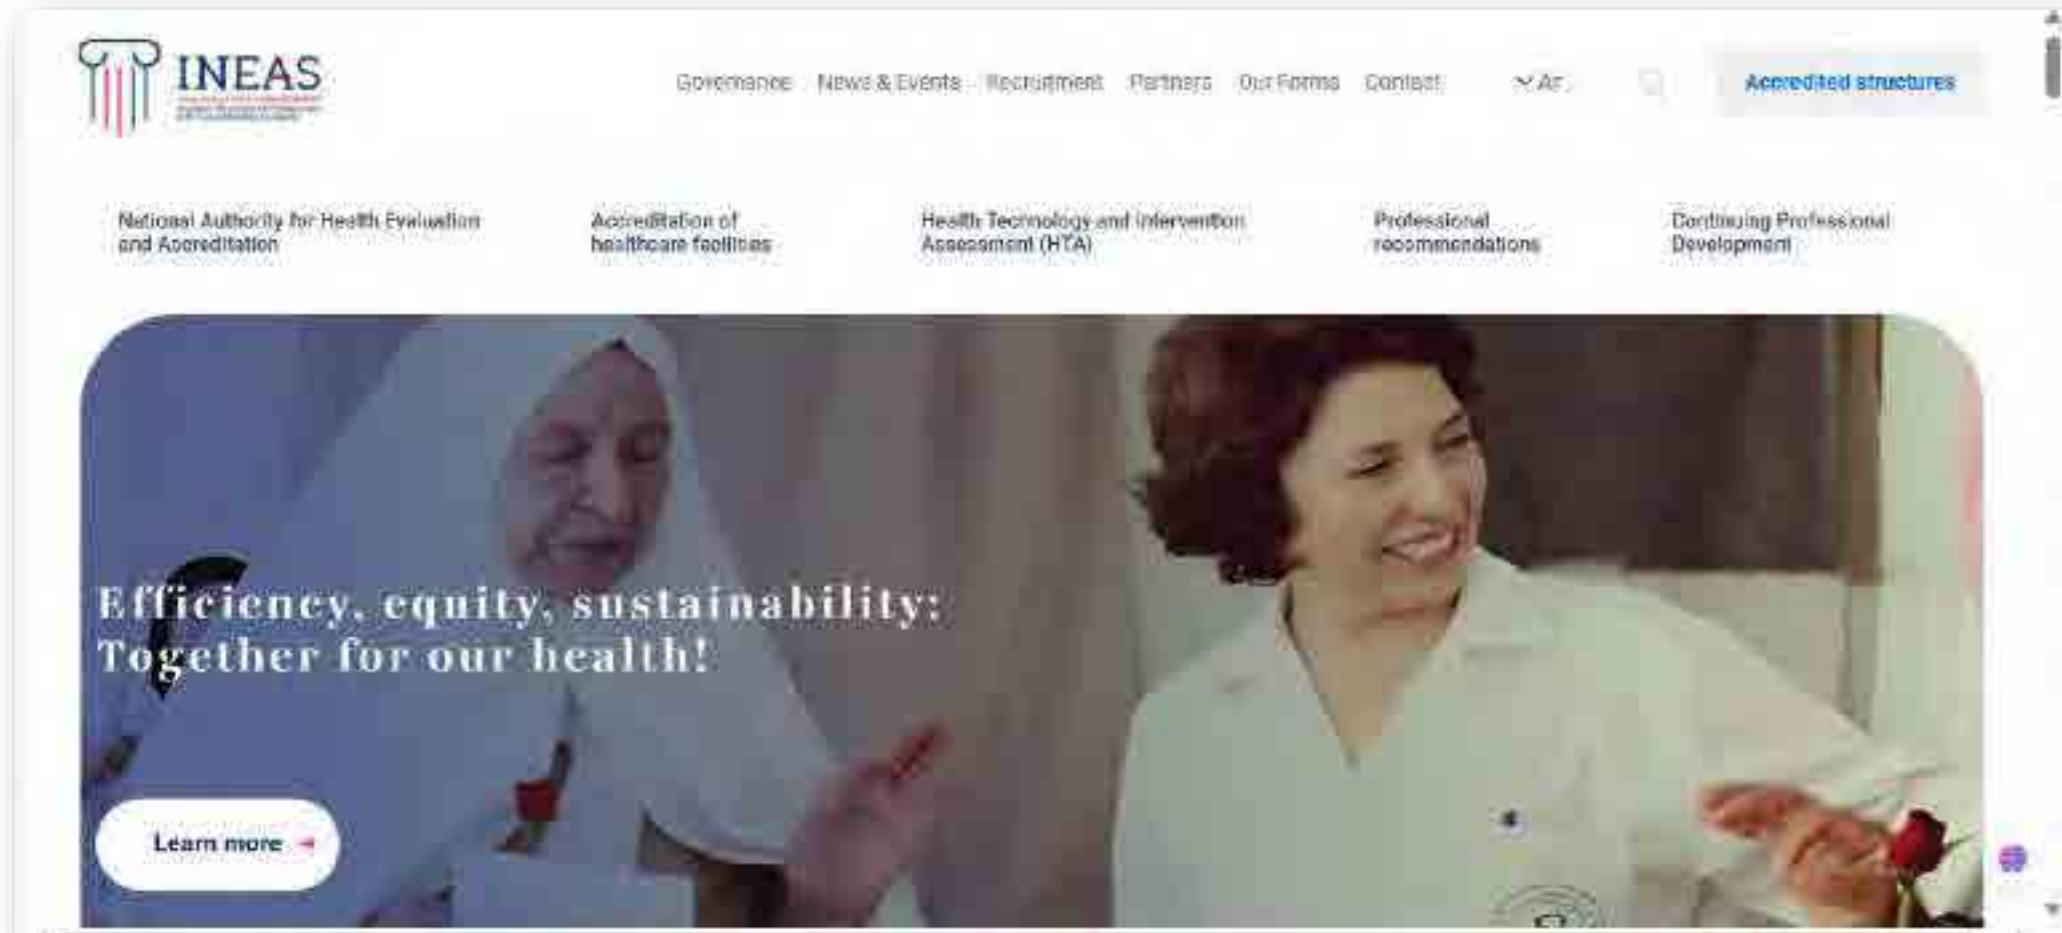 INEAS
Governance News & Events Recruitment Partners Our Forms Contact Ar Accredited structures
National Authority for Health Evaluation
and Accreditation
Accreditation of
healthcare facilities
Health Technology and Intervention
Assessment (HTA)
Professional
recommendations
Continuing Professional
Development
Efficiency, equity, sustainability:
Together for our health!
Learn more